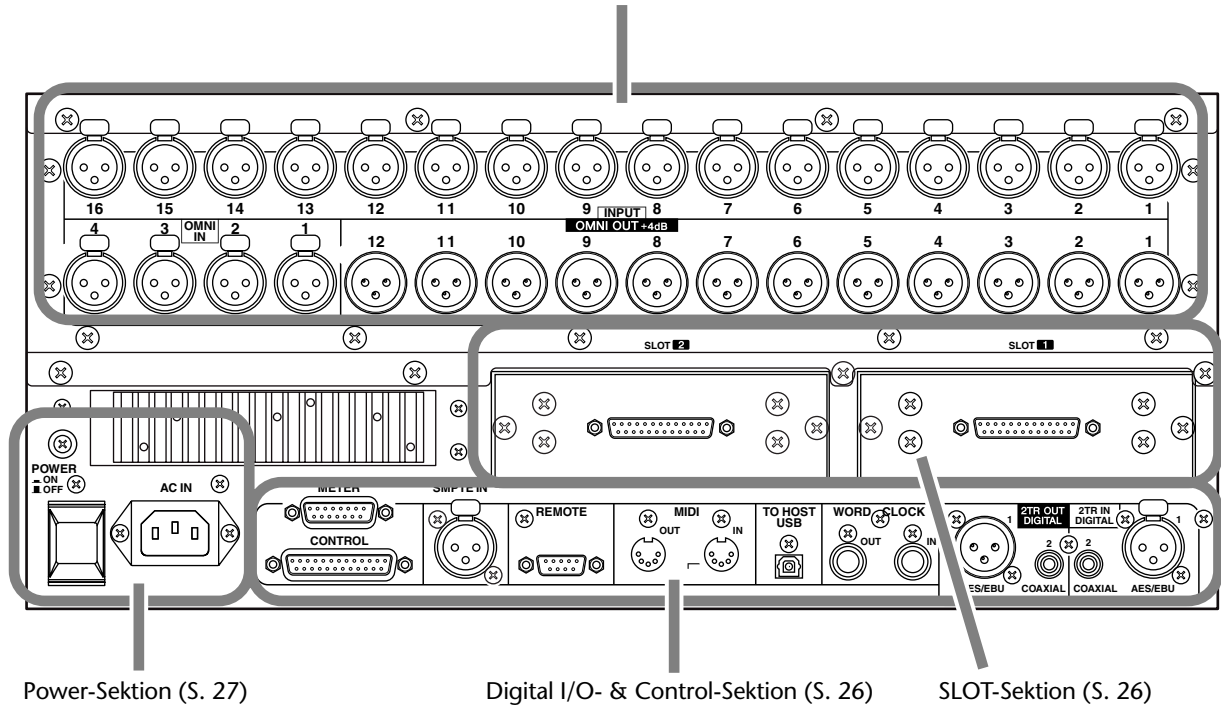 16 15 14 13 12 11 10 9 INPUT 8 7 6 5 4 3 2 1
OMNI OUT +4dB
4 3 OMNI IN 2 1 12 11 10 9 8 7 6 5 4 3 2 1
SLOT 2 SLOT 1
POWER
ON
OFF
AC IN
METER
CONTROL
SMPTE IN
REMOTE
MIDI
OUT IN
TO HOST
USB
WORD CLOCK
OUT IN
2TR OUT
DIGITAL
2TR IN
DIGITAL
1 2 2 1
AES/EBU COAXIAL COAXIAL AES/EBU
Power-Sektion (S. 27) Digital I/O- & Control-Sektion (S. 26) SLOT-Sektion (S. 26)